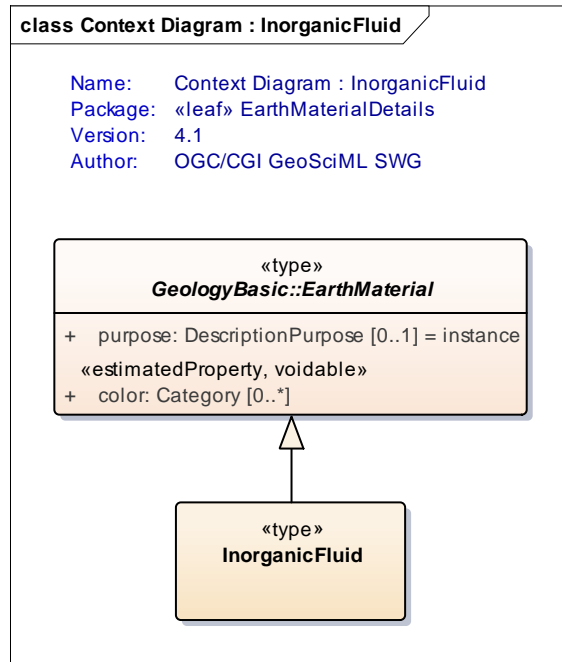 class Context Diagram : InorganicFluid
Name: Context Diagram : InorganicFluid
Package: «leaf» EarthMaterialDetails
Version: 4.1
Author: OGC/CGI GeoSciML SWG
«type»
GeologyBasic::EarthMaterial
+ purpose: DescriptionPurpose [0..1] = instance
«estimatedProperty, voidable»
+ color: Category [0..*]
«type»
InorganicFluid